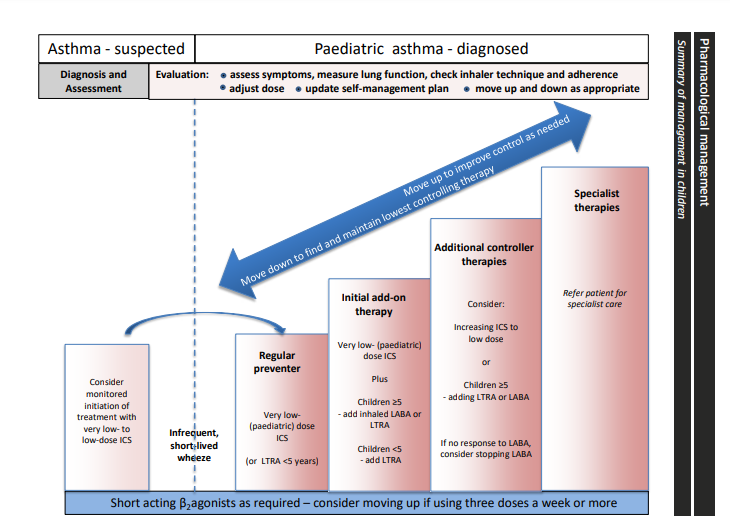 Asthma - suspected
Paediatric asthma - diagnosed
Diagnosis and
Assessment
Evaluation: • assess symptoms, measure lung function, check inhaler technique and adherence
• adjust dose • update self-management plan • move up and down as appropriate
Move up to improve control as needed
Move down to find and maintain lowest controlling therapy
Consider
monitored
initiation of
treatment with
very low- to
low-dose ICS
Infrequent,
short-lived
wheeze
Regular
preventer
Very low-
(paediatric) dose
ICS
(or LTRA <5 years)
Initial add-on
therapy
Very low- (paediatric)
dose ICS
Plus
Children ≥5
- add inhaled LABA or
LTRA
Children <5
- add LTRA
Additional controller
therapies
Consider:
Increasing ICS to
low dose
or
Children ≥5
- adding LTRA or LABA
If no response to LABA,
consider stopping LABA
Specialist
therapies
Refer patient for
specialist care
Short acting β₂agonists as required – consider moving up if using three doses a week or more
Pharmacological management
Summary of management in children